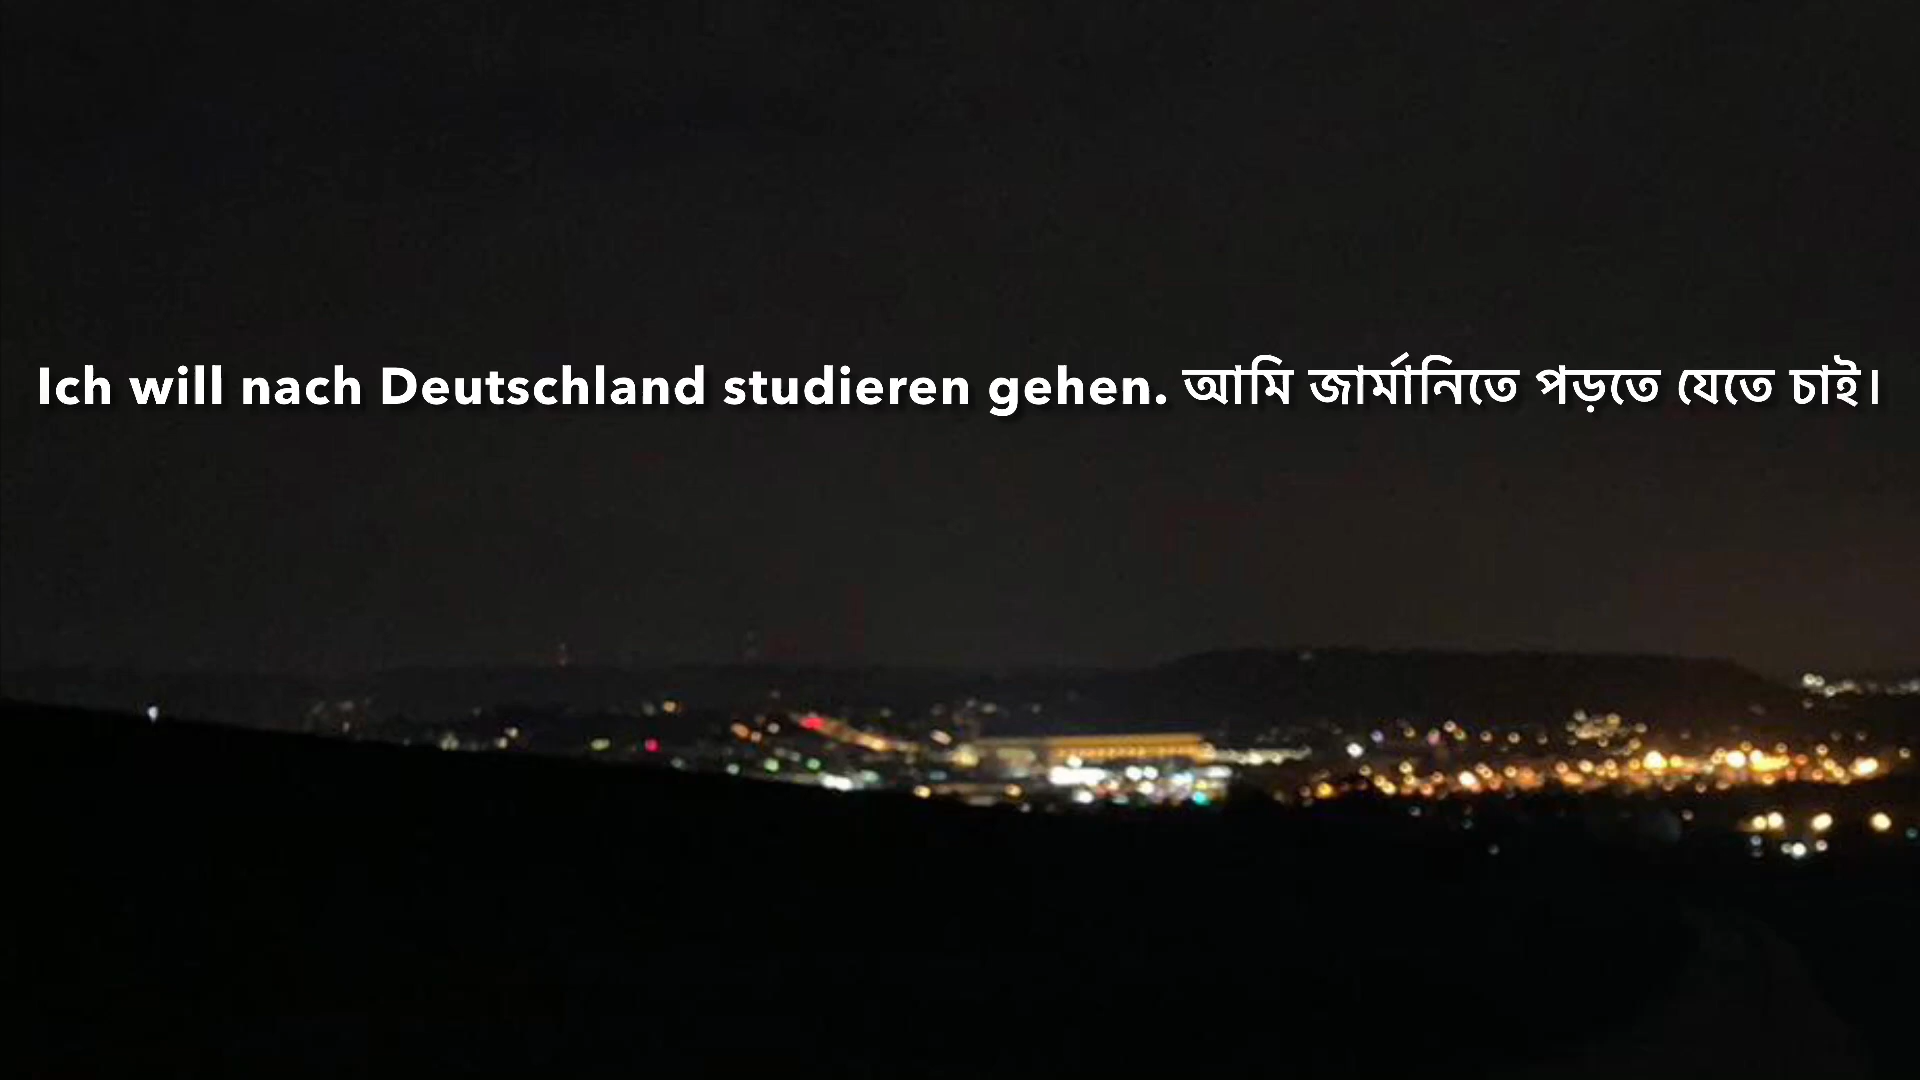 Ich will nach Deutschland studieren gehen. আমি জার্মানিতে পড়তে যেতে চাই।